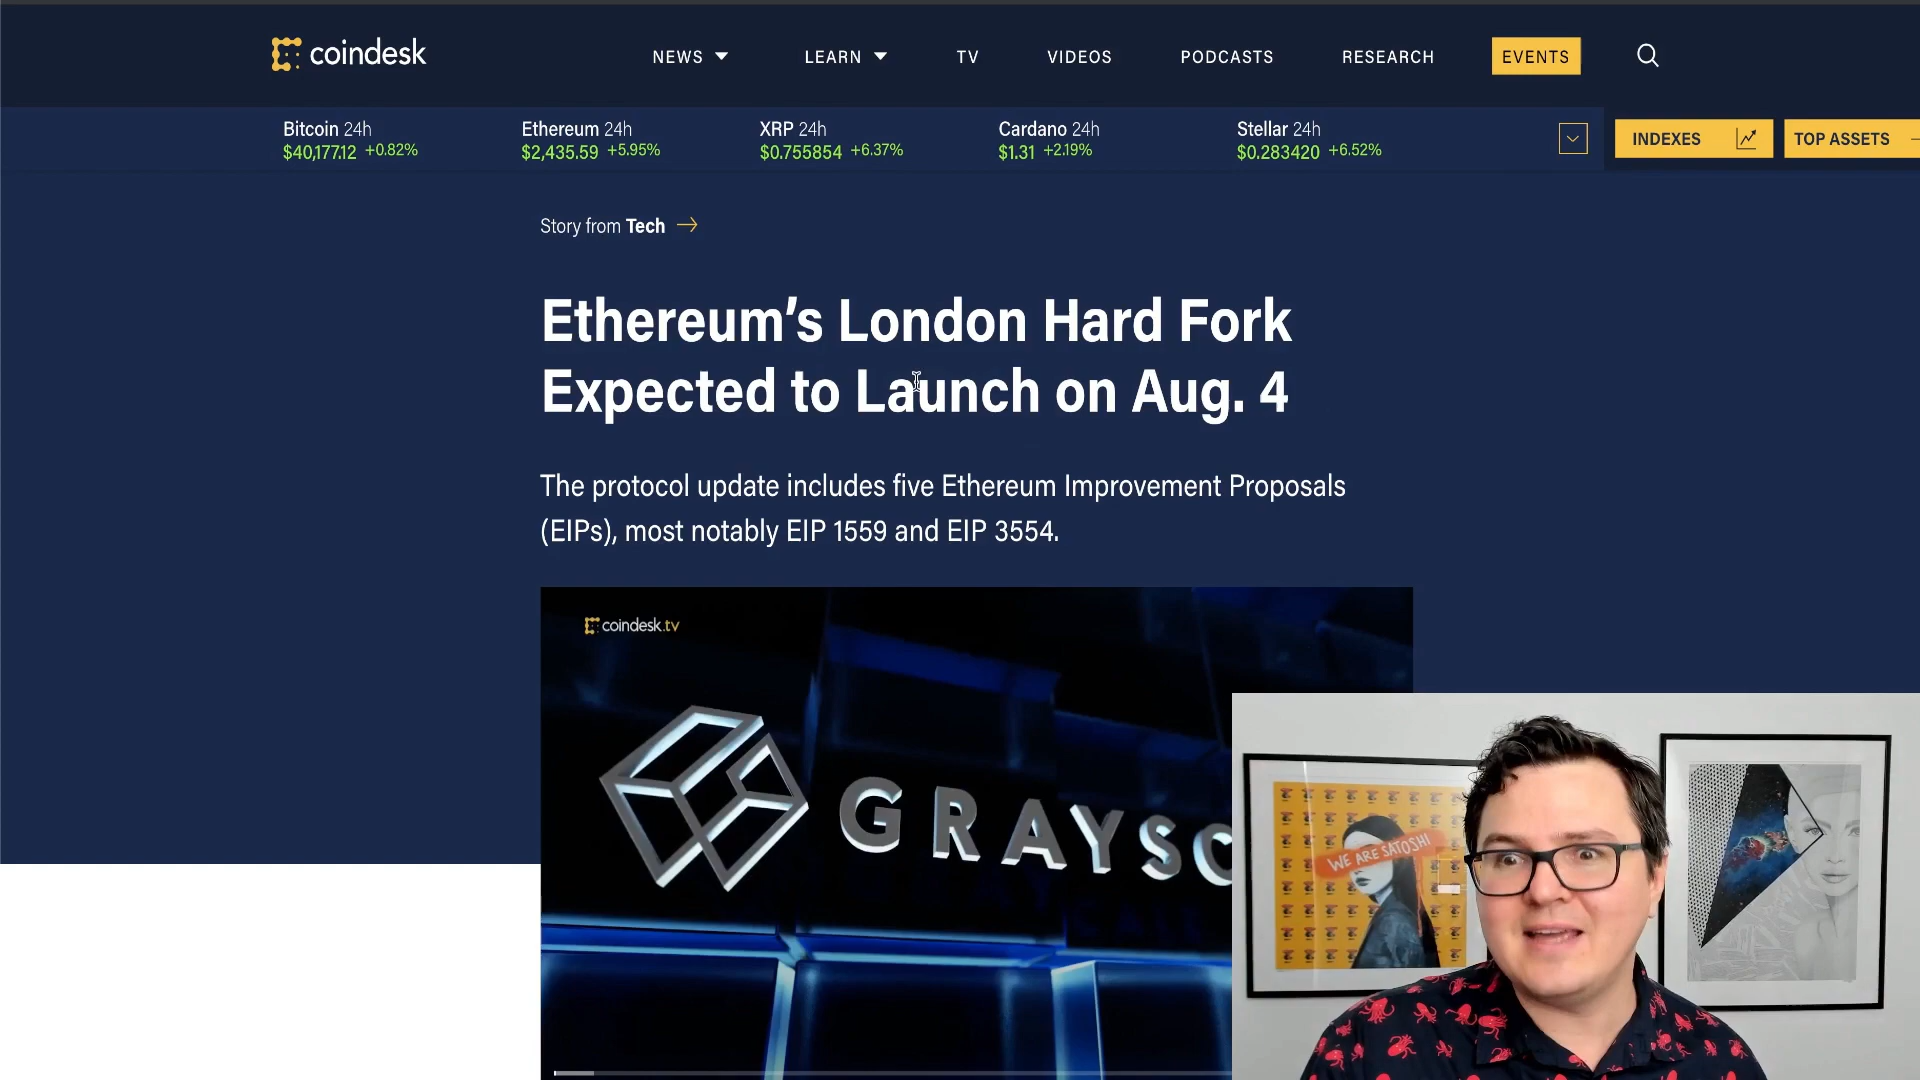 coindesk
NEWS LEARN TV VIDEOS PODCASTS RESEARCH EVENTS
Bitcoin 24h
$40,177.12 +0.82%
Ethereum 24h
$2,435.59 +5.95%
XRP 24h
$0.755854 +6.37%
Cardano 24h
$1.31 +2.19%
Stellar 24h
$0.283420 +6.52%
INDEXES
TOP ASSETS
Story from Tech
Ethereum’s London Hard Fork
Expected to Launch on Aug. 4
The protocol update includes five Ethereum Improvement Proposals
(EIPs), most notably EIP 1559 and EIP 3554.
coindesk.tv
GRAYSC
WE ARE SATOSHI